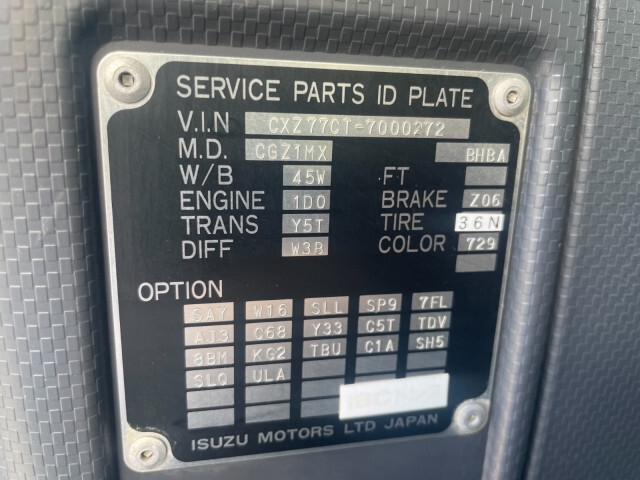 SERVICE PARTS ID PLATE
V.I.N CXZ77CT-7000272
M.D. CGZ1MX BHBA
W/B 45W FT
ENGINE 1D0 BRAKE Z06
TRANS Y5T TIRE 36N
DIFF W3B COLOR 729
OPTION
SAY W16 SLL SP9 7FL
AJ3 C68 Y33 C5T TDV
8BM KG2 TBU C1A SH5
SLO ULA
ISUZU MOTORS LTD JAPAN